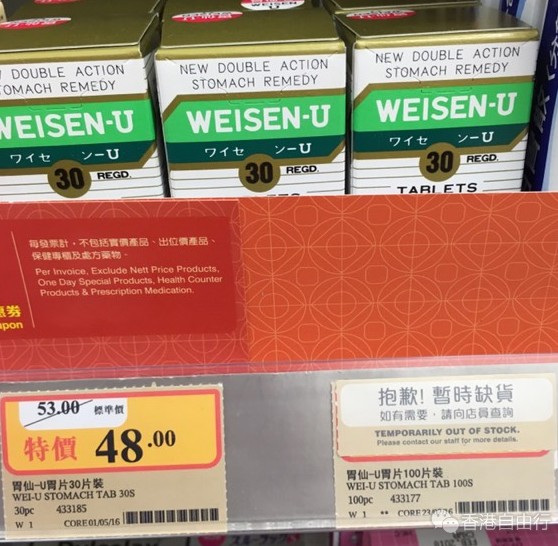 WEISEN-U
NEW DOUBLE ACTION
STOMACH REMEDY
WEISEN-U
ワイセ ンーU
30 REGD.
NEW DOUBLE ACTION
STOMACH REMEDY
WEISEN-U
ワイセ ンーU
30 REGD.
NEW DOUBLE ACTION
STOMACH REMEDY
WEISEN-U
ワイセ ンーU
30 REGD.
TABLETS
每發票計，不包括實價產品、出位價產品、
保健專櫃及處方藥物。
Per Invoice, Exclude Nett Price Products,
One Day Special Products, Health Counter
Products & Prescription Medication.
53.00 標準價
特價 48.00
胃仙-U胃片30片裝
WEI-U STOMACH TAB 30S
30pc 433185
W 1 CORE 01/05/16
抱歉! 暫時缺貨
如有需要，請向店員查詢
TEMPORARILY OUT OF STOCK.
Please contact our staff for more details.
胃仙-U胃片100片裝
WEI-U STOMACH TAB 100S
100pc 433177
W 1 ** CORE
香港自由行